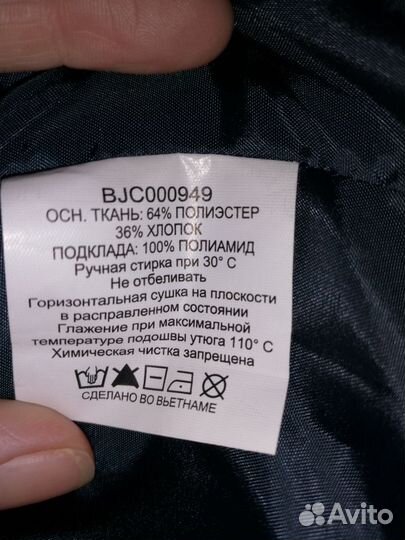 BJC000949
ОСН. ТКАНЬ: 64% ПОЛИЭСТЕР
36% ХЛОПОК
ПОДКЛАДА: 100% ПОЛИАМИД
Ручная стирка при 30° С
Не отбеливать
Горизонтальная сушка на плоскости
в расправленном состоянии
Глажение при максимальной
температуре подошвы утюга 110° С
Химическая чистка запрещена
СДЕЛАНО ВО ВЬЕТНАМЕ
Avito